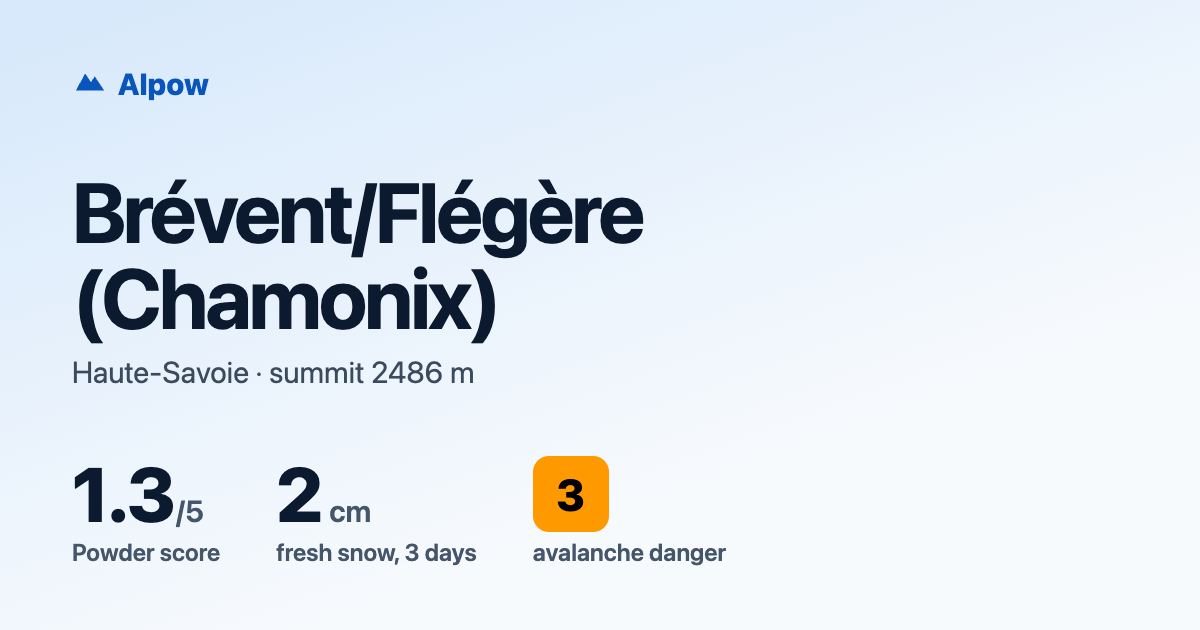 Alpow
Brévent/Flégère
(Chamonix)
Haute-Savoie · summit 2486 m
1.3/5
2 cm
3
Powder score
fresh snow, 3 days
avalanche danger